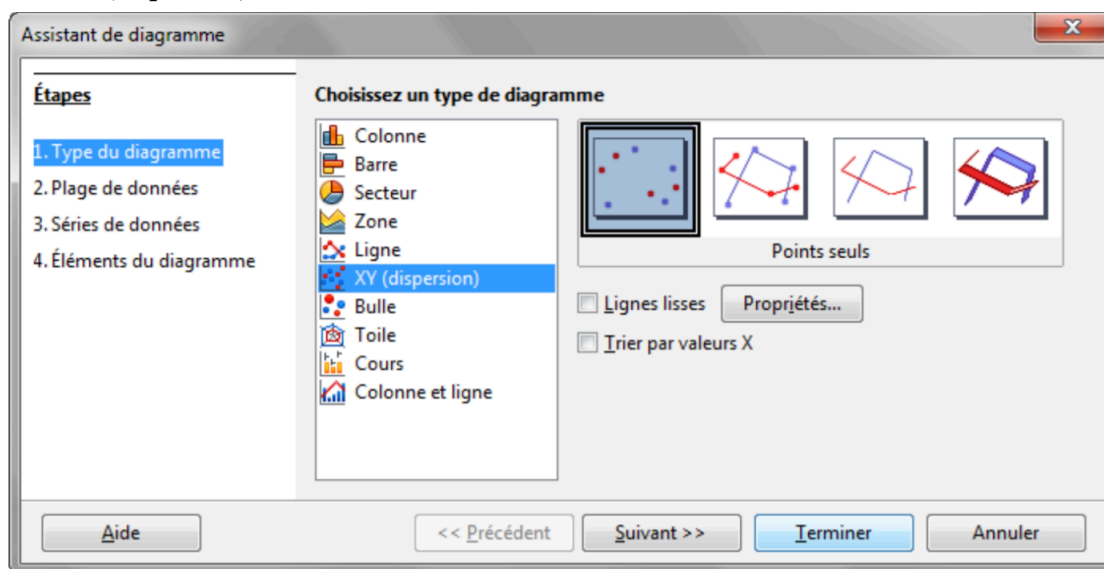 Assistant de diagramme
Étapes
1. Type du diagramme
2. Plage de données
3. Séries de données
4. Éléments du diagramme
Choisissez un type de diagramme
Colonne
Barre
Secteur
Zone
Ligne
XY (dispersion)
Bulle
Toile
Cours
Colonne et ligne
Points seuls
Lignes lisses
Propriétés...
Trier par valeurs X
Aide
<< Précédent
Suivant >>
Terminer
Annuler